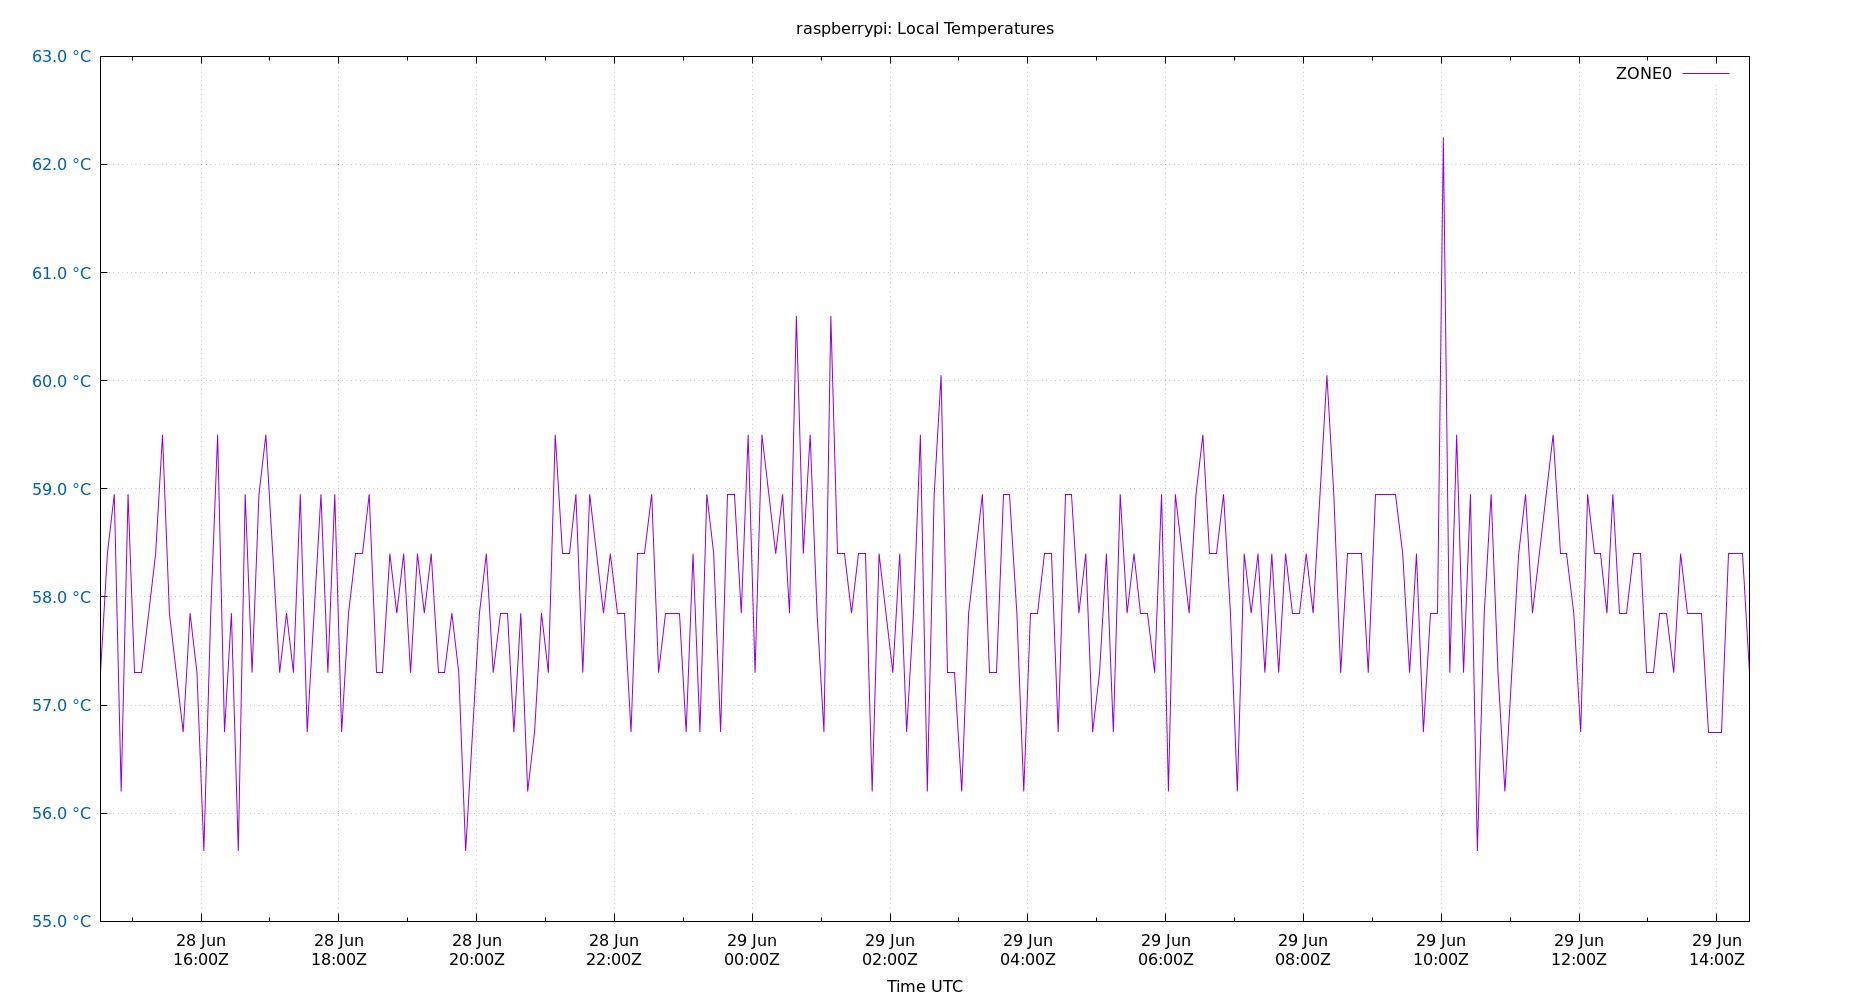 raspberrypi: Local Temperatures
63.0 °C
ZONE0
62.0 °C
61.0 °C
60.0 °C
59.0 °C
58.0 °C
57.0 °C
56.0 °C
55.0 °C
28 Jun 28 Jun 28 Jun 28 Jun 29 Jun 29 Jun 29 Jun 29 Jun 29 Jun 29 Jun 29 Jun 29 Jun
16:00Z 18:00Z 20:00Z 22:00Z 00:00Z 02:00Z 04:00Z 06:00Z 08:00Z 10:00Z 12:00Z 14:00Z
Time UTC